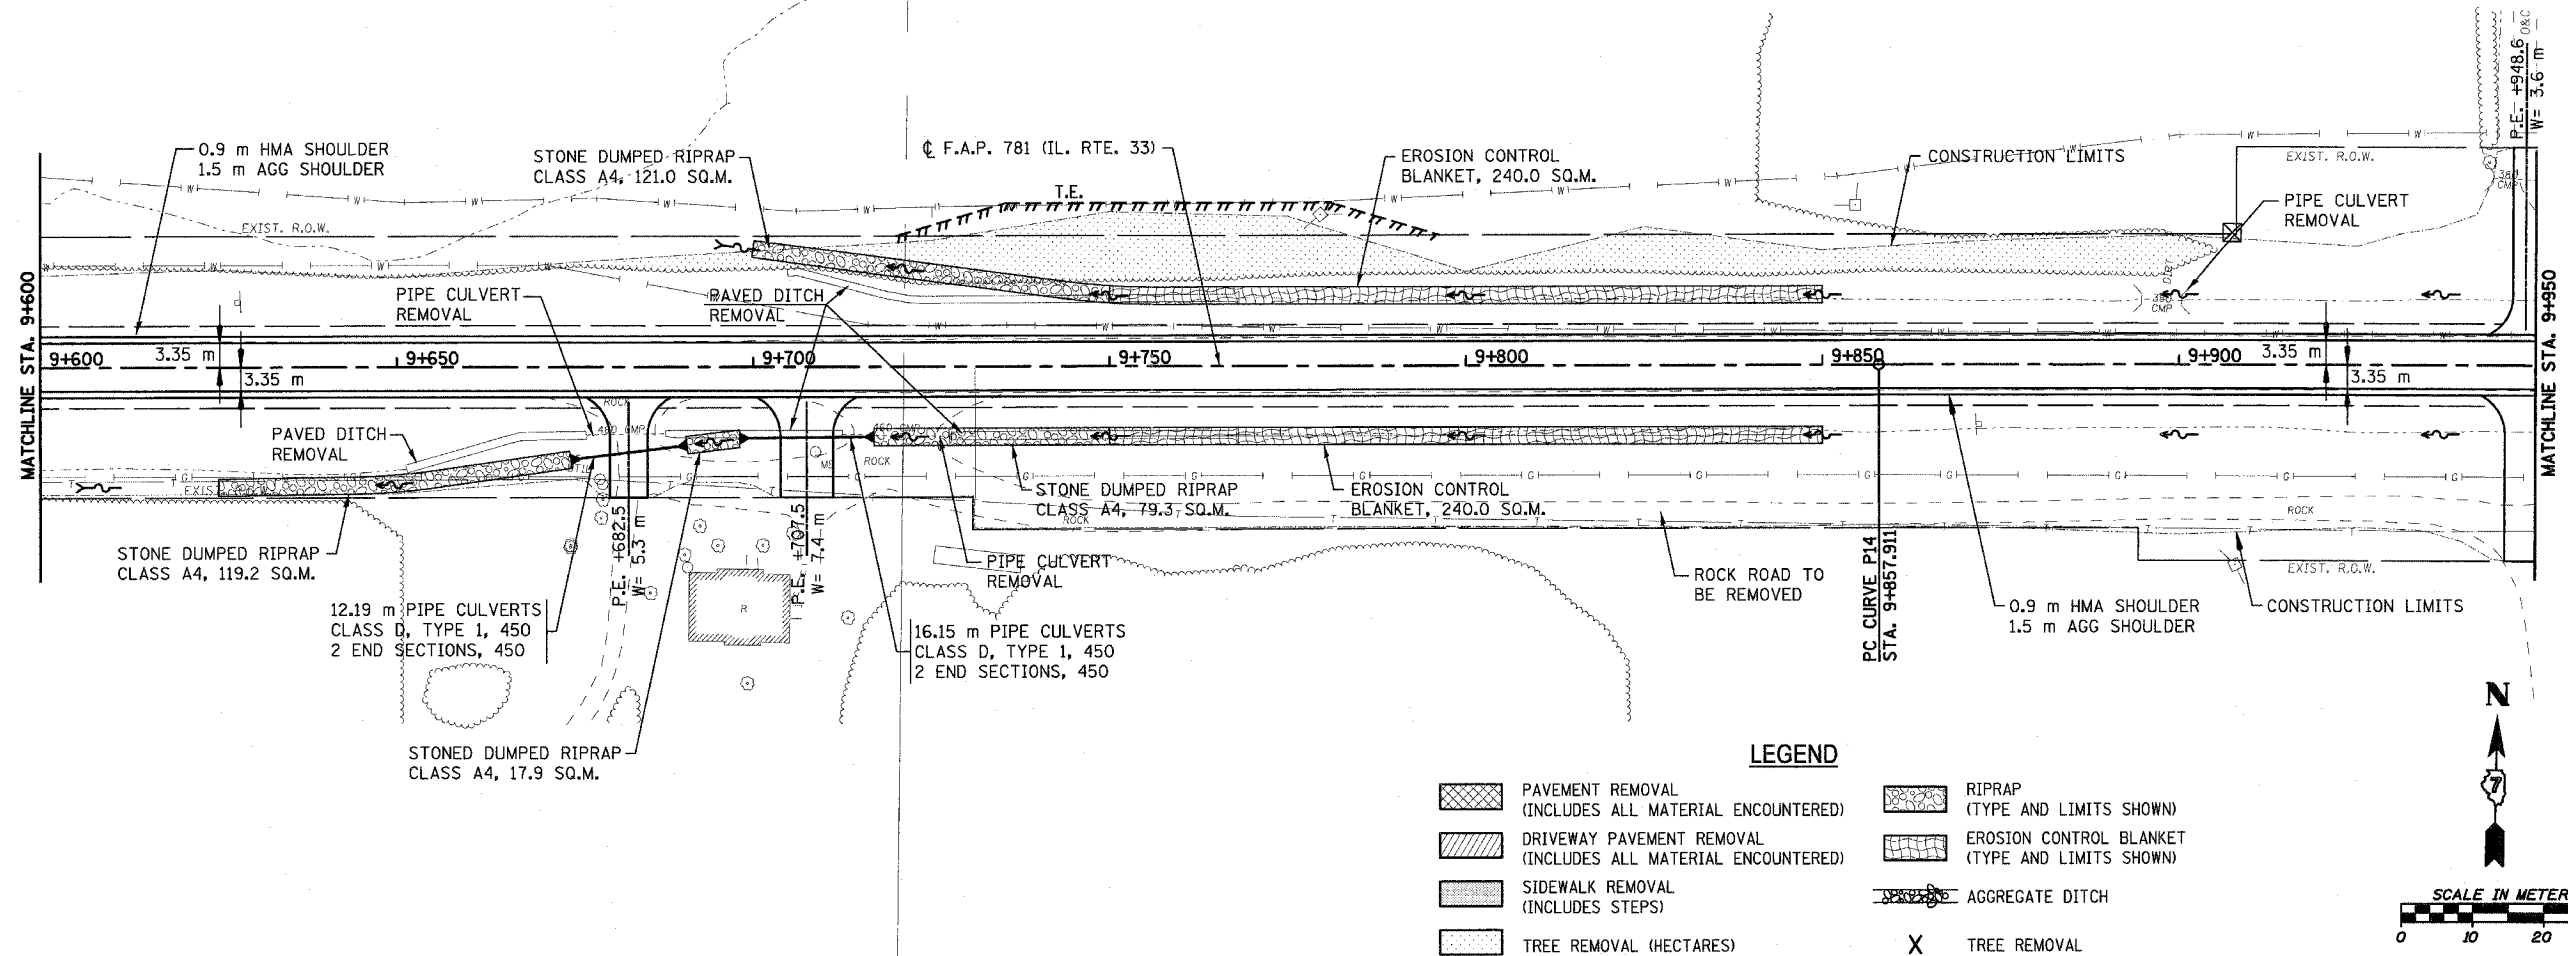 P.E. +948.6
W= 3.6 m
O&C
0.9 m HMA SHOULDER
1.5 m AGG SHOULDER
STONE DUMPED RIPRAP
CLASS A4, 121.0 SQ.M.
℄ F.A.P. 781 (IL. RTE. 33)
T.E.
EROSION CONTROL
BLANKET, 240.0 SQ.M.
CONSTRUCTION LIMITS
EXIST. R.O.W.
PIPE CULVERT
REMOVAL
380
CMP
EXIST. R.O.W.
DIRT
380
CMP
PIPE CULVERT
REMOVAL
PAVED DITCH
REMOVAL
MATCHLINE STA. 9+600
MATCHLINE STA. 9+950
9+600
9+650
9+700
9+750
9+800
9+850
9+900
3.35 m
3.35 m
3.35 m
3.35 m
ROCK
460 CMP
460 CMP
PAVED DITCH
REMOVAL
ROCK
EXIST. R.O.W.
STONE DUMPED RIPRAP
CLASS A4, 79.3 SQ.M.
ROCK
EROSION CONTROL
BLANKET, 240.0 SQ.M.
ROCK
STONE DUMPED RIPRAP
CLASS A4, 119.2 SQ.M.
P.E. +682.5
W= 5.3 m
P.E. +707.5
W= 7.4 m
PIPE CULVERT
REMOVAL
ROCK ROAD TO
BE REMOVED
PC CURVE P14
STA. 9+857.911
EXIST. R.O.W.
R
12.19 m PIPE CULVERTS
CLASS D, TYPE 1, 450
2 END SECTIONS, 450
16.15 m PIPE CULVERTS
CLASS D, TYPE 1, 450
2 END SECTIONS, 450
0.9 m HMA SHOULDER
1.5 m AGG SHOULDER
CONSTRUCTION LIMITS
STONED DUMPED RIPRAP
CLASS A4, 17.9 SQ.M.
N
7
LEGEND
PAVEMENT REMOVAL
(INCLUDES ALL MATERIAL ENCOUNTERED)
DRIVEWAY PAVEMENT REMOVAL
(INCLUDES ALL MATERIAL ENCOUNTERED)
SIDEWALK REMOVAL
(INCLUDES STEPS)
TREE REMOVAL (HECTARES)
RIPRAP
(TYPE AND LIMITS SHOWN)
EROSION CONTROL BLANKET
(TYPE AND LIMITS SHOWN)
AGGREGATE DITCH
X TREE REMOVAL
SCALE IN METER
0 10 20